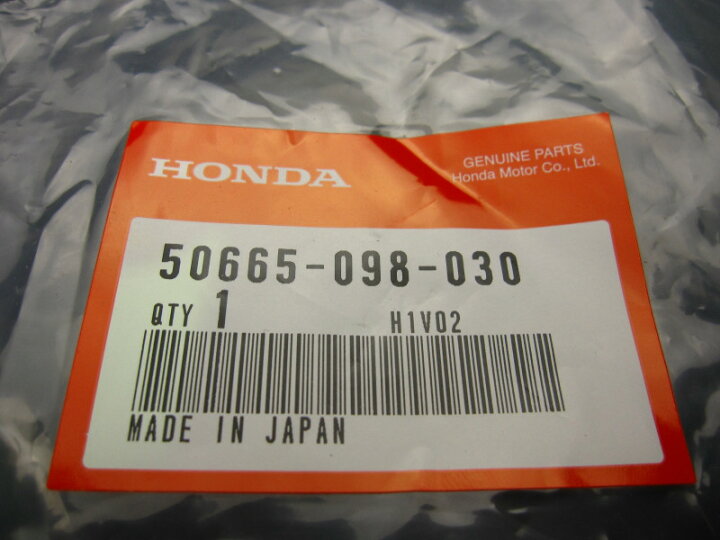 HONDA
GENUINE PARTS
Honda Motor Co., Ltd.
50665-098-030
QTY 1 H1V02
MADE IN JAPAN